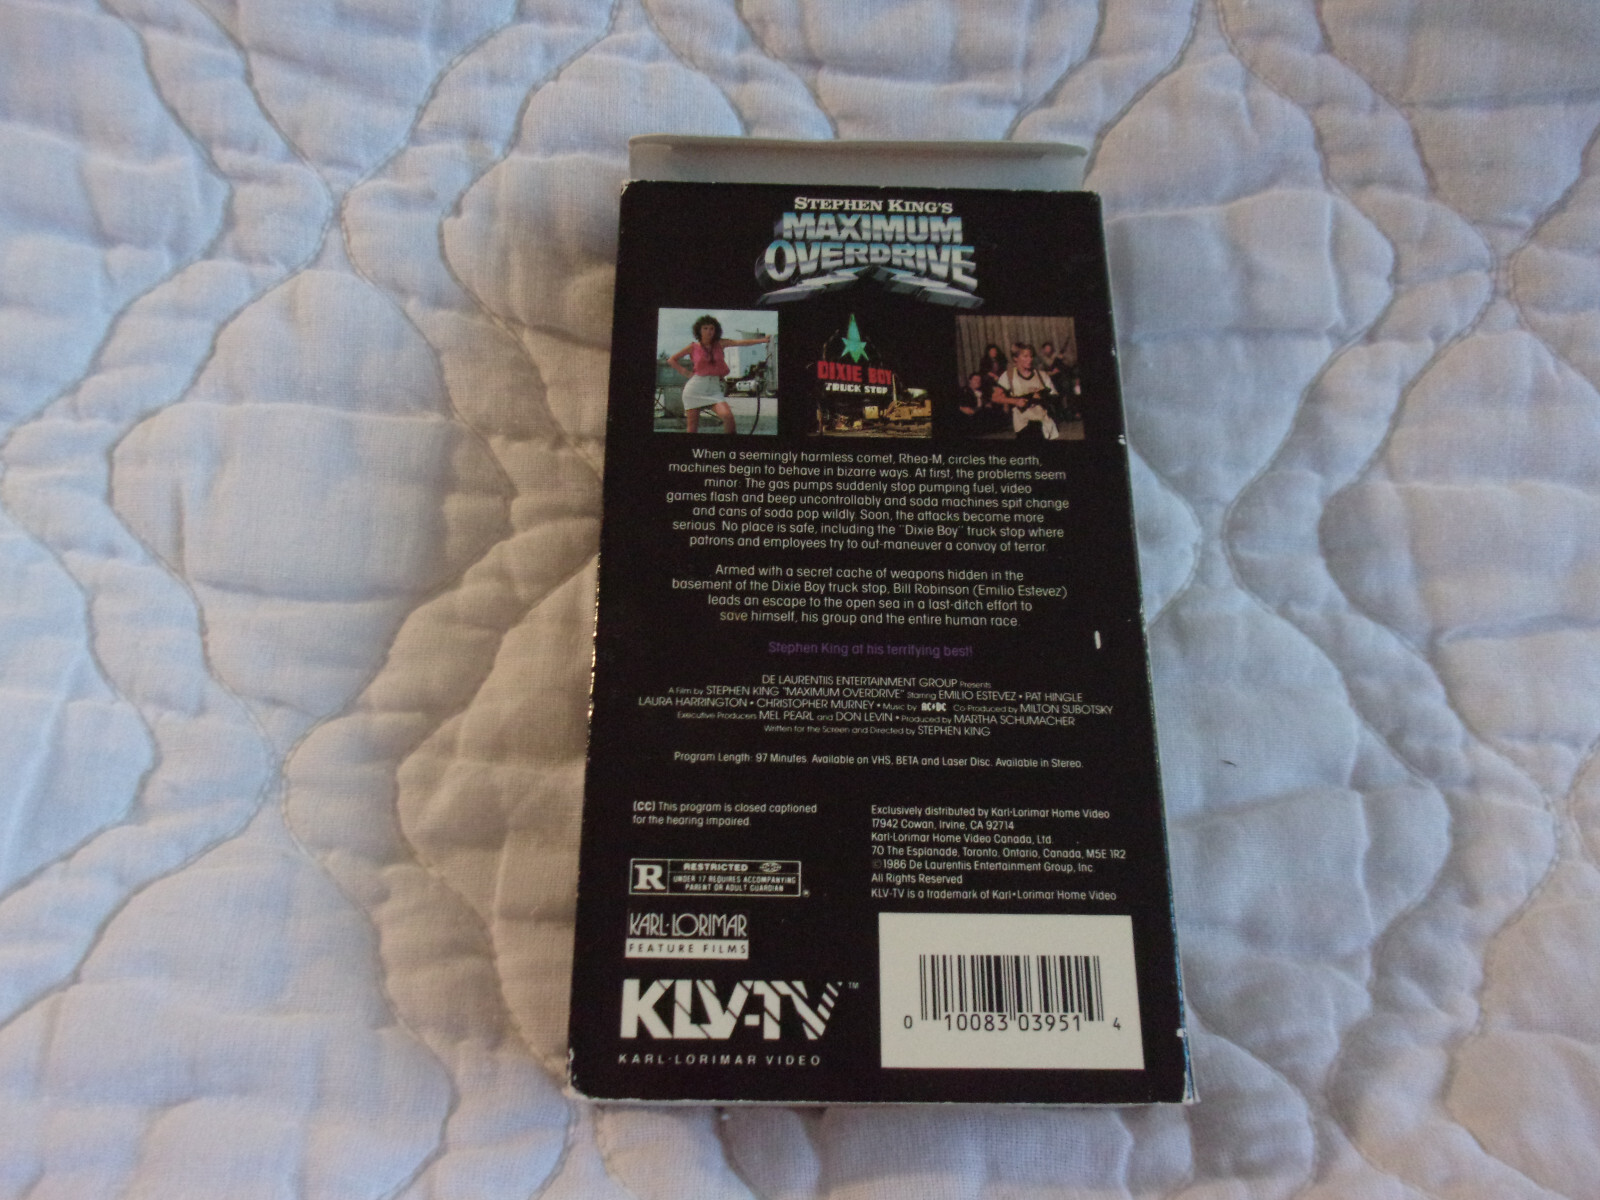 STEPHEN KING'S
MAXIMUM
OVERDRIVE
DIXIE BOY
TRUCK STOP
When a seemingly harmless comet, Rhea-M, circles the earth,
machines begin to behave in bizarre ways. At first, the problems seem
minor: The gas pumps suddenly stop pumping fuel, video
games flash and beep uncontrollably and soda machines spit change
and cans of soda pop wildly. Soon, the attacks become more
serious. No place is safe, including the "Dixie Boy" truck stop where
patrons and employees try to out-maneuver a convoy of terror.
Armed with a secret cache of weapons hidden in the
basement of the Dixie Boy truck stop, Bill Robinson (Emilio Estevez)
leads an escape to the open sea in a last-ditch effort to
save himself, his group and the entire human race.
Stephen King at his terrifying best!
DE LAURENTIIS ENTERTAINMENT GROUP Presents
A Film by STEPHEN KING "MAXIMUM OVERDRIVE" Starring EMILIO ESTEVEZ • PAT HINGLE
LAURA HARRINGTON • CHRISTOPHER MURNEY • Music by AC⚡DC Co-Produced by MILTON SUBOTSKY
Executive Producers MEL PEARL and DON LEVIN • Produced by MARTHA SCHUMACHER
Written for the Screen and Directed by STEPHEN KING
Program Length: 97 Minutes. Available on VHS, BETA and Laser Disc. Available in Stereo.
(CC) This program is closed captioned
for the hearing impaired.
Exclusively distributed by Karl-Lorimar Home Video
17942 Cowan, Irvine, CA 92714
Karl-Lorimar Home Video Canada, Ltd.
70 The Esplanade, Toronto, Ontario, Canada, M5E 1R2
©1986 De Laurentiis Entertainment Group, Inc.
All Rights Reserved
KLV-TV is a trademark of Karl•Lorimar Home Video
R RESTRICTED
UNDER 17 REQUIRES ACCOMPANYING
PARENT OR ADULT GUARDIAN ®
KARL·LORIMAR
FEATURE FILMS
KLV-TV ™
KARL·LORIMAR VIDEO
0 10083 03951 4